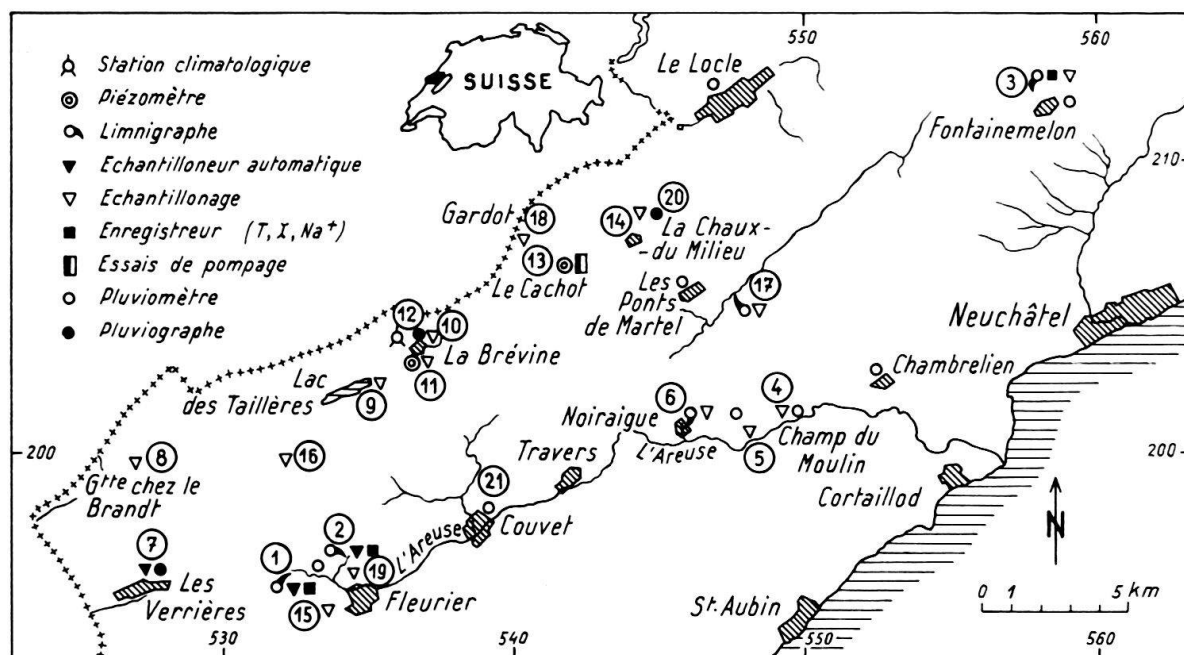 550
560
Station climatologique
Piézomètre
Limnigraphe
Echantilloneur automatique
Echantillonage
Enregistreur (T, X, Na+)
Essais de pompage
Pluviomètre
Pluviographe
SUISSE
Le Locle
3
Fontainemelon
210
Gardot
18
14
20
La Chaux-
-du Milieu
13
Le Cachot
Les
Ponts
de Martel
17
Neuchâtel
12
10
La Brévine
11
Lac
des Taillères
9
Chambrelien
6
4
Noiraigue
L'Areuse
5
Champ du
Moulin
200
8
Gtte chez le
Brandt
16
Travers
21
Couvet
L'Areuse
Cortaillod
200
N
7
Les
Verrières
1
2
19
15
Fleurier
St. Aubin
0 1 5 km
530
540
550
560